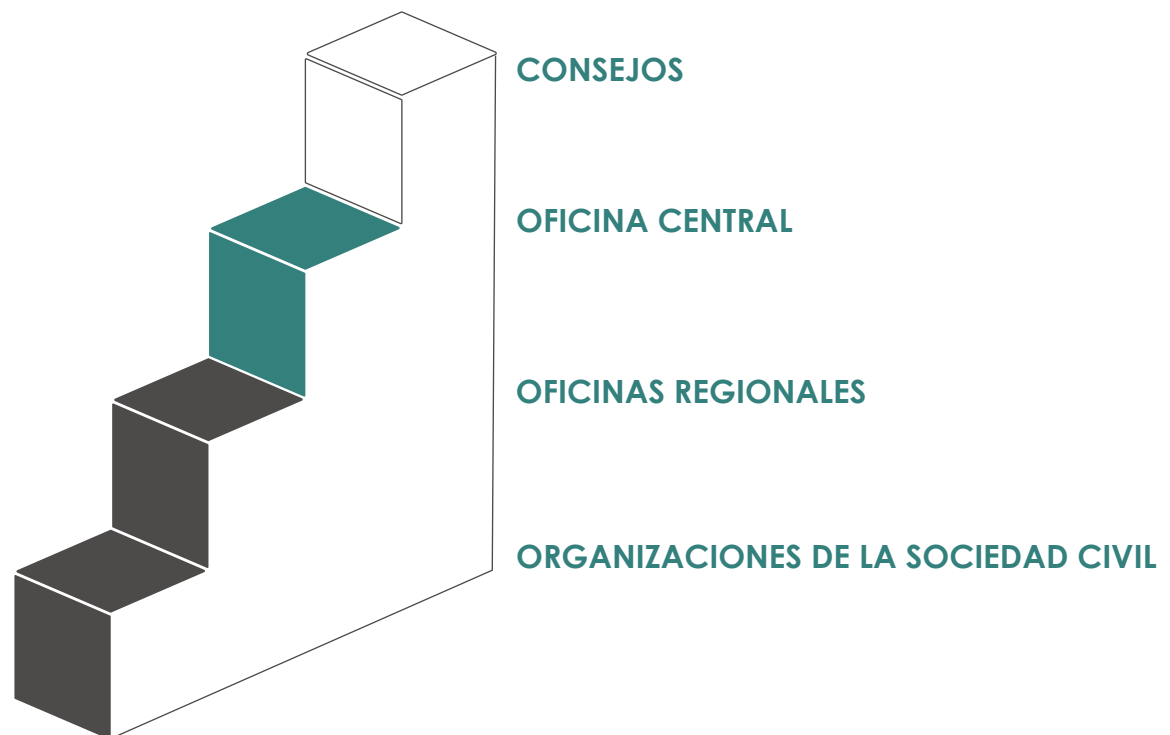 CONSEJOS
OFICINA CENTRAL
OFICINAS REGIONALES
ORGANIZACIONES DE LA SOCIEDAD CIVIL